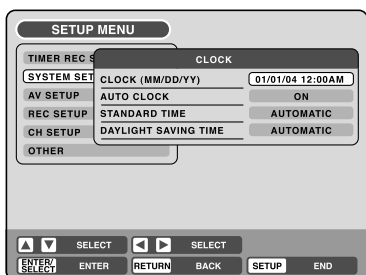 SETUP MENU
TIMER REC S
CLOCK
SYSTEM SET
CLOCK (MM/DD/YY) 01/01/04 12:00AM
AV SETUP
AUTO CLOCK ON
REC SETUP
STANDARD TIME AUTOMATIC
CH SETUP
DAYLIGHT SAVING TIME AUTOMATIC
OTHER
SELECT SELECT
ENTER/SELECT ENTER RETURN BACK SETUP END